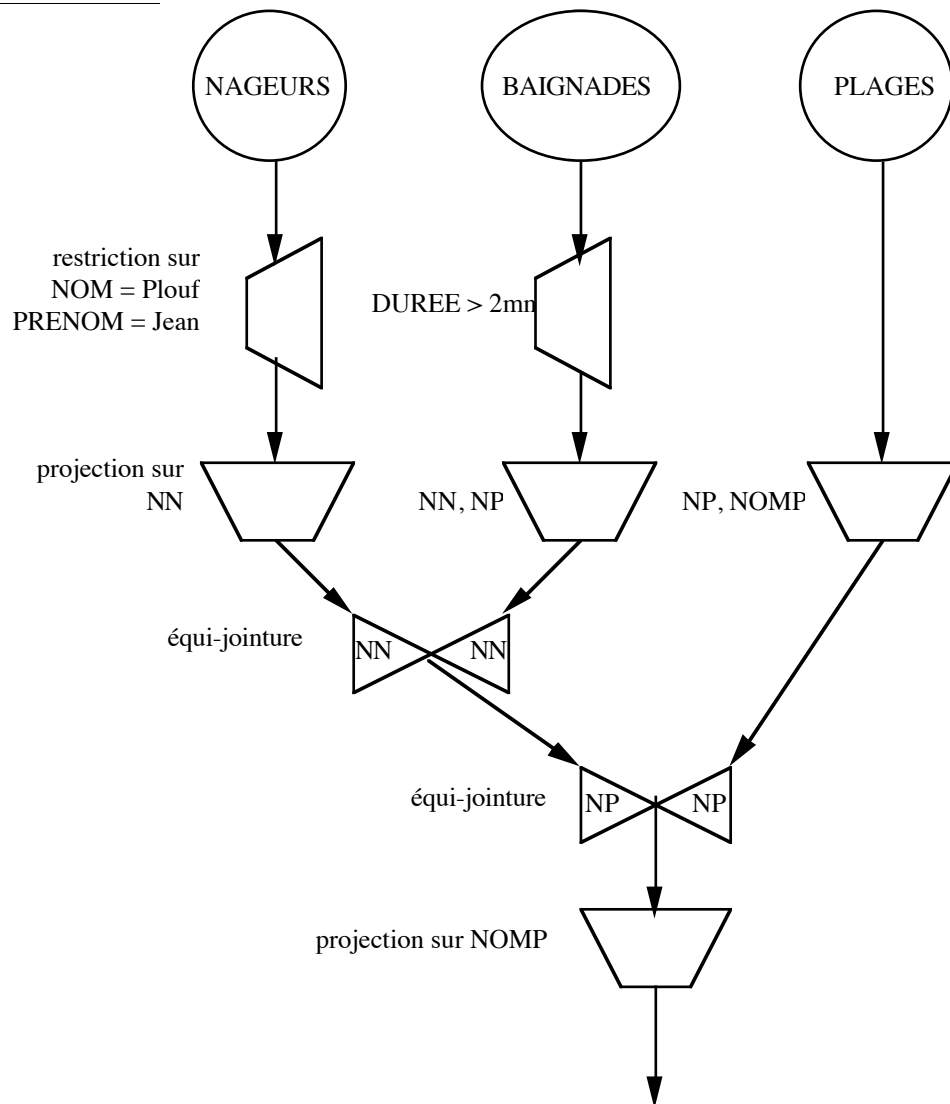 NAGEURS
BAIGNADES
PLAGES
restriction sur
NOM = Plouf
PRENOM = Jean
DUREE > 2mn
projection sur
NN
NN, NP
NP, NOMP
équi-jointure
NN
NN
équi-jointure
NP
NP
projection sur NOMP